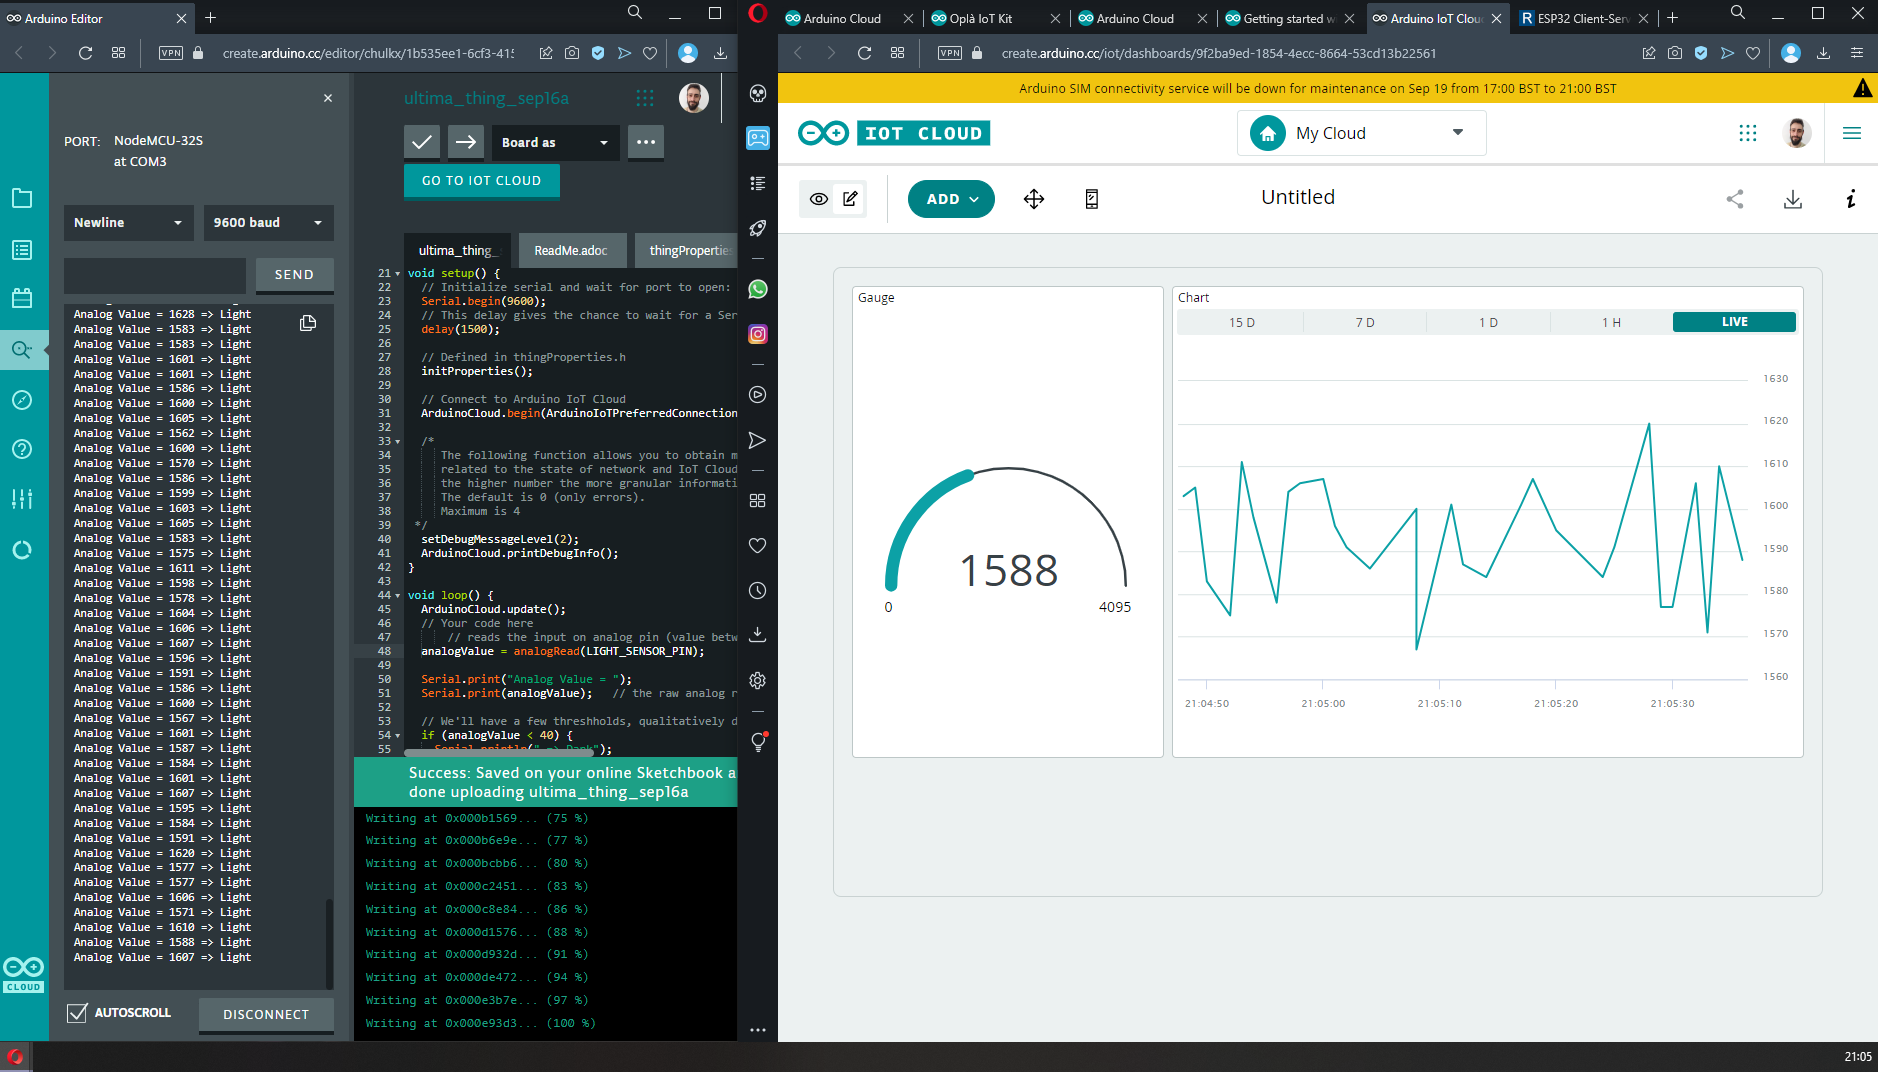 Arduino Editor
create.arduino.cc/editor/chulkx/1b535ee1-6cf3-415
VPN
PORT: NodeMCU-32S
at COM3
Newline
9600 baud
SEND
Analog Value = 1628 => Light
Analog Value = 1583 => Light
Analog Value = 1583 => Light
Analog Value = 1601 => Light
Analog Value = 1601 => Light
Analog Value = 1586 => Light
Analog Value = 1600 => Light
Analog Value = 1605 => Light
Analog Value = 1562 => Light
Analog Value = 1600 => Light
Analog Value = 1570 => Light
Analog Value = 1586 => Light
Analog Value = 1599 => Light
Analog Value = 1603 => Light
Analog Value = 1605 => Light
Analog Value = 1583 => Light
Analog Value = 1575 => Light
Analog Value = 1611 => Light
Analog Value = 1598 => Light
Analog Value = 1578 => Light
Analog Value = 1604 => Light
Analog Value = 1606 => Light
Analog Value = 1607 => Light
Analog Value = 1596 => Light
Analog Value = 1591 => Light
Analog Value = 1586 => Light
Analog Value = 1600 => Light
Analog Value = 1567 => Light
Analog Value = 1601 => Light
Analog Value = 1587 => Light
Analog Value = 1584 => Light
Analog Value = 1601 => Light
Analog Value = 1607 => Light
Analog Value = 1595 => Light
Analog Value = 1584 => Light
Analog Value = 1591 => Light
Analog Value = 1620 => Light
Analog Value = 1577 => Light
Analog Value = 1577 => Light
Analog Value = 1606 => Light
Analog Value = 1571 => Light
Analog Value = 1610 => Light
Analog Value = 1588 => Light
Analog Value = 1607 => Light
AUTOSCROLL
DISCONNECT
CLOUD
ultima_thing_sep16a
Board as
GO TO IOT CLOUD
ultima_thing_
ReadMe.adoc
thingPropertie
21 void setup() {
22 // Initialize serial and wait for port to open:
23 Serial.begin(9600);
24 // This delay gives the chance to wait for a Ser
25 delay(1500);
26
27 // Defined in thingProperties.h
28 initProperties();
29
30 // Connect to Arduino IoT Cloud
31 ArduinoCloud.begin(ArduinoIoTPreferredConnection
32
33 /*
34 The following function allows you to obtain m
35 related to the state of network and IoT Cloud
36 the higher number the more granular informati
37 The default is 0 (only errors).
38 Maximum is 4
39 */
40 setDebugMessageLevel(2);
41 ArduinoCloud.printDebugInfo();
42 }
43
44 void loop() {
45 ArduinoCloud.update();
46 // Your code here
47 // reads the input on analog pin (value betw
48 analogValue = analogRead(LIGHT_SENSOR_PIN);
49
50 Serial.print("Analog Value = ");
51 Serial.print(analogValue); // the raw analog r
52
53 // We'll have a few threshholds, qualitatively d
54 if (analogValue < 40) {
55 Serial.println(" => Dark");
Success: Saved on your online Sketchbook a
done uploading ultima_thing_sep16a
Writing at 0x000b1569... (75 %)
Writing at 0x000b6e9e... (77 %)
Writing at 0x000bcbb6... (80 %)
Writing at 0x000c2451... (83 %)
Writing at 0x000c8e84... (86 %)
Writing at 0x000d1576... (88 %)
Writing at 0x000d932d... (91 %)
Writing at 0x000de472... (94 %)
Writing at 0x000e3b7e... (97 %)
Writing at 0x000e93d3... (100 %)
Arduino Cloud
Oplà IoT Kit
Arduino Cloud
Getting started w
Arduino IoT Clou
R ESP32 Client-Serv
VPN
create.arduino.cc/iot/dashboards/9f2ba9ed-1854-4ecc-8664-53cd13b22561
Arduino SIM connectivity service will be down for maintenance on Sep 19 from 17:00 BST to 21:00 BST
IOT CLOUD
My Cloud
ADD
Untitled
Gauge
1588
0
4095
Chart
15 D
7 D
1 D
1 H
LIVE
1630
1620
1610
1600
1590
1580
1570
1560
21:04:50
21:05:00
21:05:10
21:05:20
21:05:30
21:05